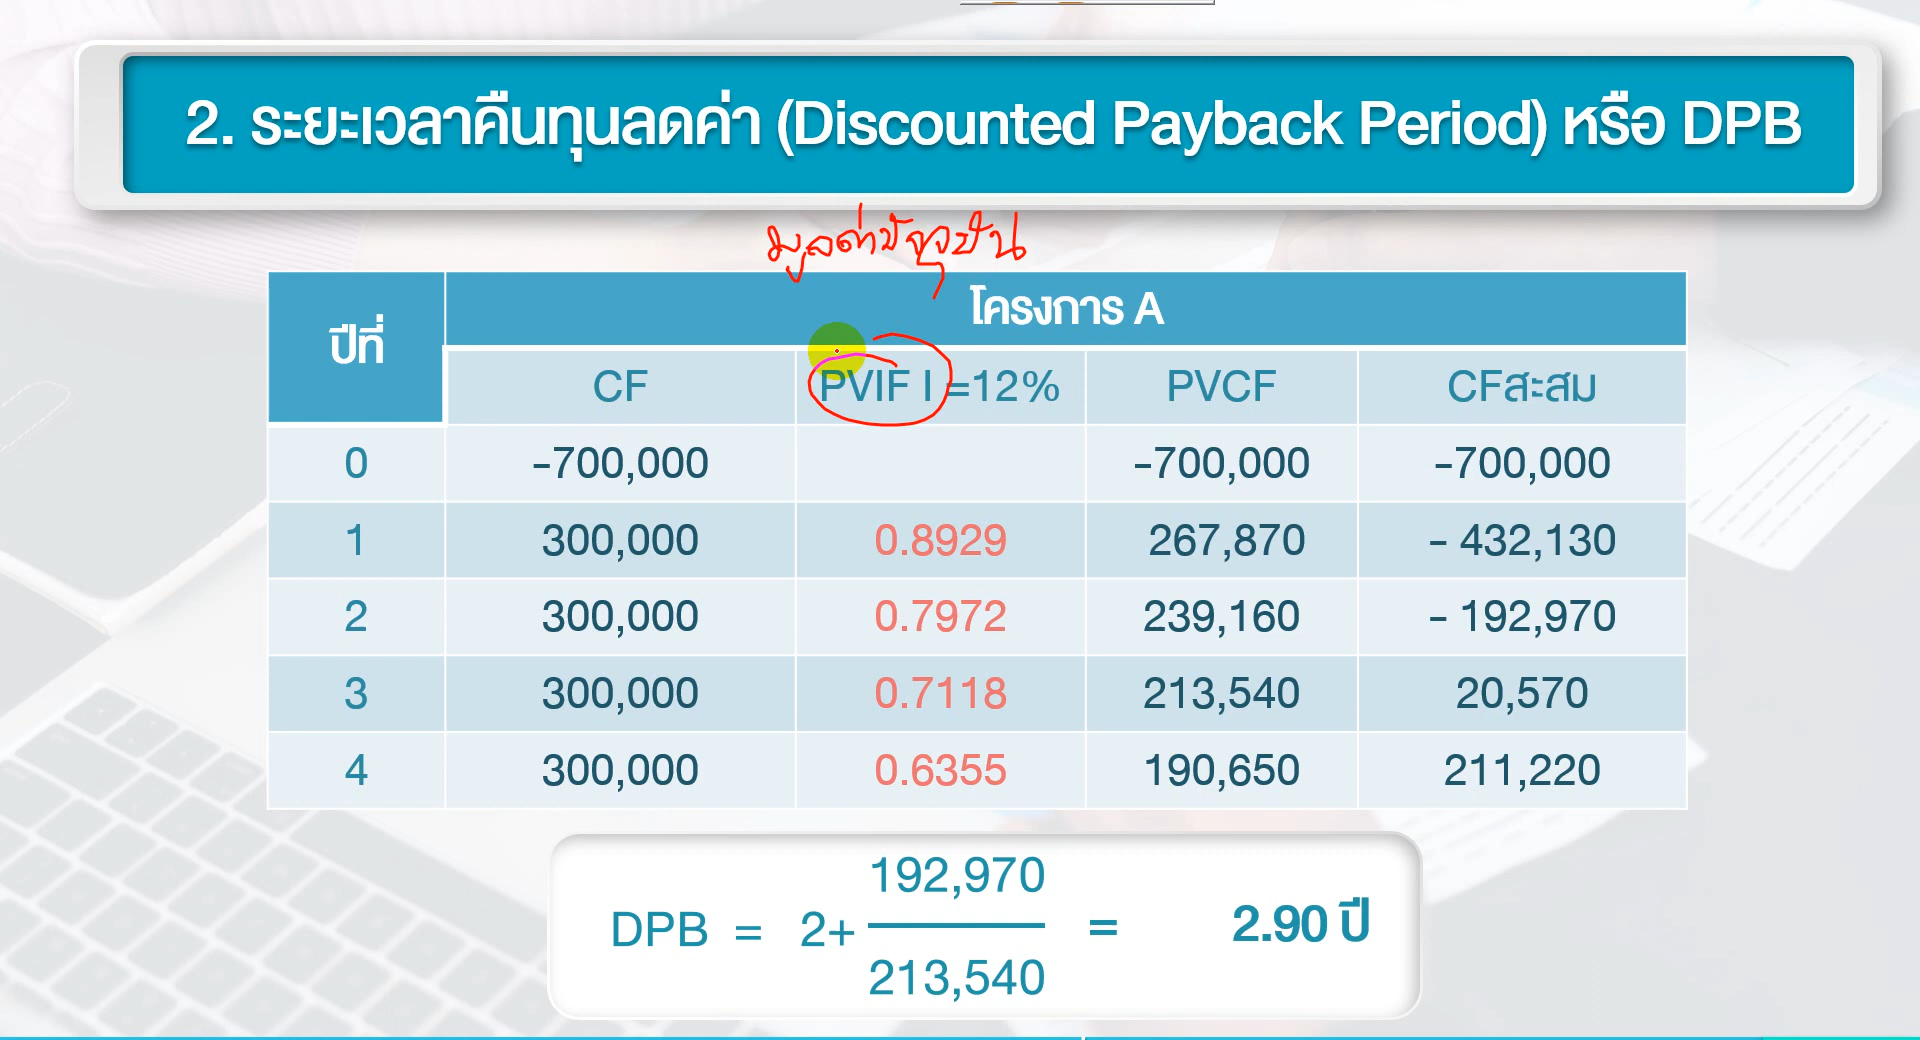 2. ระยะเวลาคืนทุนลดค่า (Discounted Payback Period) หรือ DPB
มูลค่าปัจจุบัน
ปีที่ โครงการ A
CF PVIF I =12% PVCF CFสะสม
0 -700,000 -700,000 -700,000
1 300,000 0.8929 267,870 - 432,130
2 300,000 0.7972 239,160 - 192,970
3 300,000 0.7118 213,540 20,570
4 300,000 0.6355 190,650 211,220
192,970
DPB = 2+ = 2.90 ปี
213,540